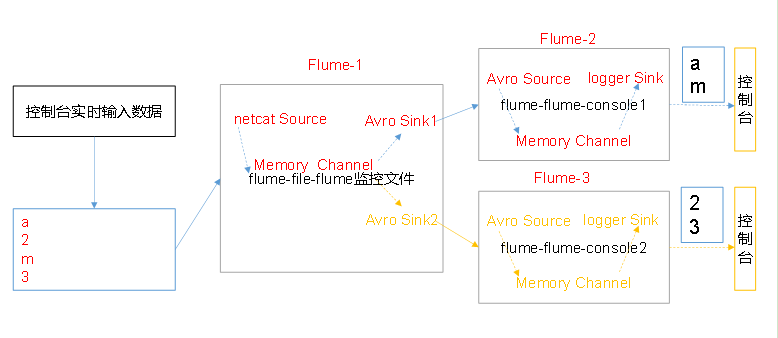 控制台实时输入数据
a
2
m
3
Flume-1
netcat Source
Avro Sink1
Memory Channel
flume-file-flume监控文件
Avro Sink2
Flume-2
Avro Source
logger Sink
flume-flume-console1
Memory Channel
a
m
控制台
Flume-3
Avro Source
logger Sink
flume-flume-console2
Memory Channel
2
3
控制台